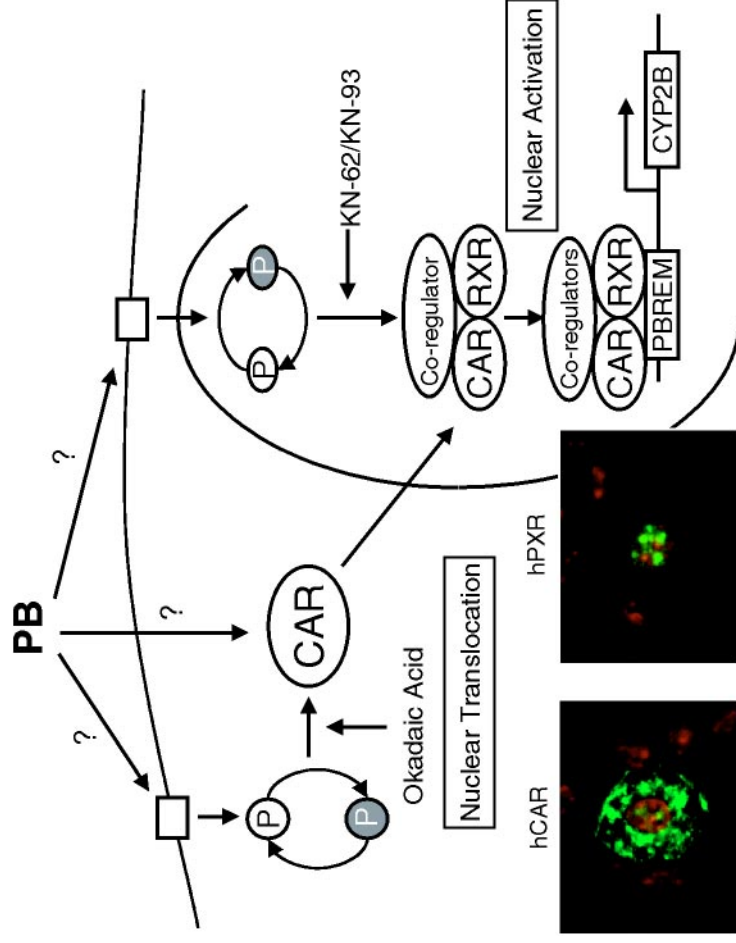 PB
?
?
?
P
P
CAR
Okadaic Acid
Nuclear Translocation
P
P
KN-62/KN-93
Co-regulator
CAR
RXR
Nuclear Activation
Co-regulators
CAR
RXR
PBREM
CYP2B
hCAR
hPXR